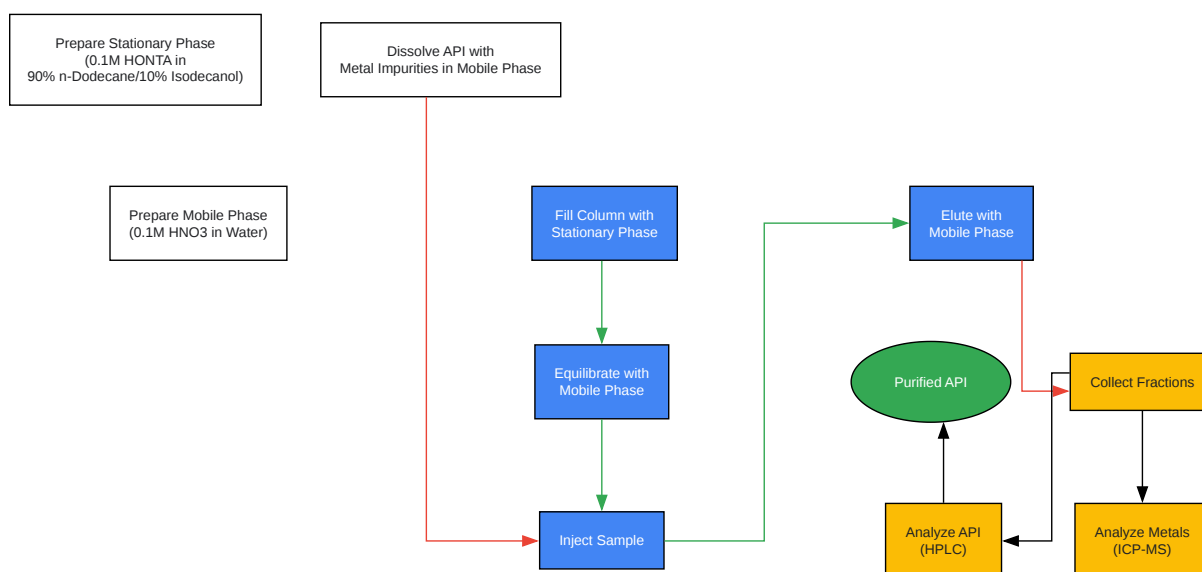 Prepare Stationary Phase
(0.1M HONTA in
90% n-Dodecane/10% Isodecanol)
Dissolve API with
Metal Impurities in Mobile Phase
Prepare Mobile Phase
(0.1M HNO3 in Water)
Fill Column with
Stationary Phase
Elute with
Mobile Phase
Equilibrate with
Mobile Phase
Purified API
Collect Fractions
Inject Sample
Analyze API
(HPLC)
Analyze Metals
(ICP-MS)